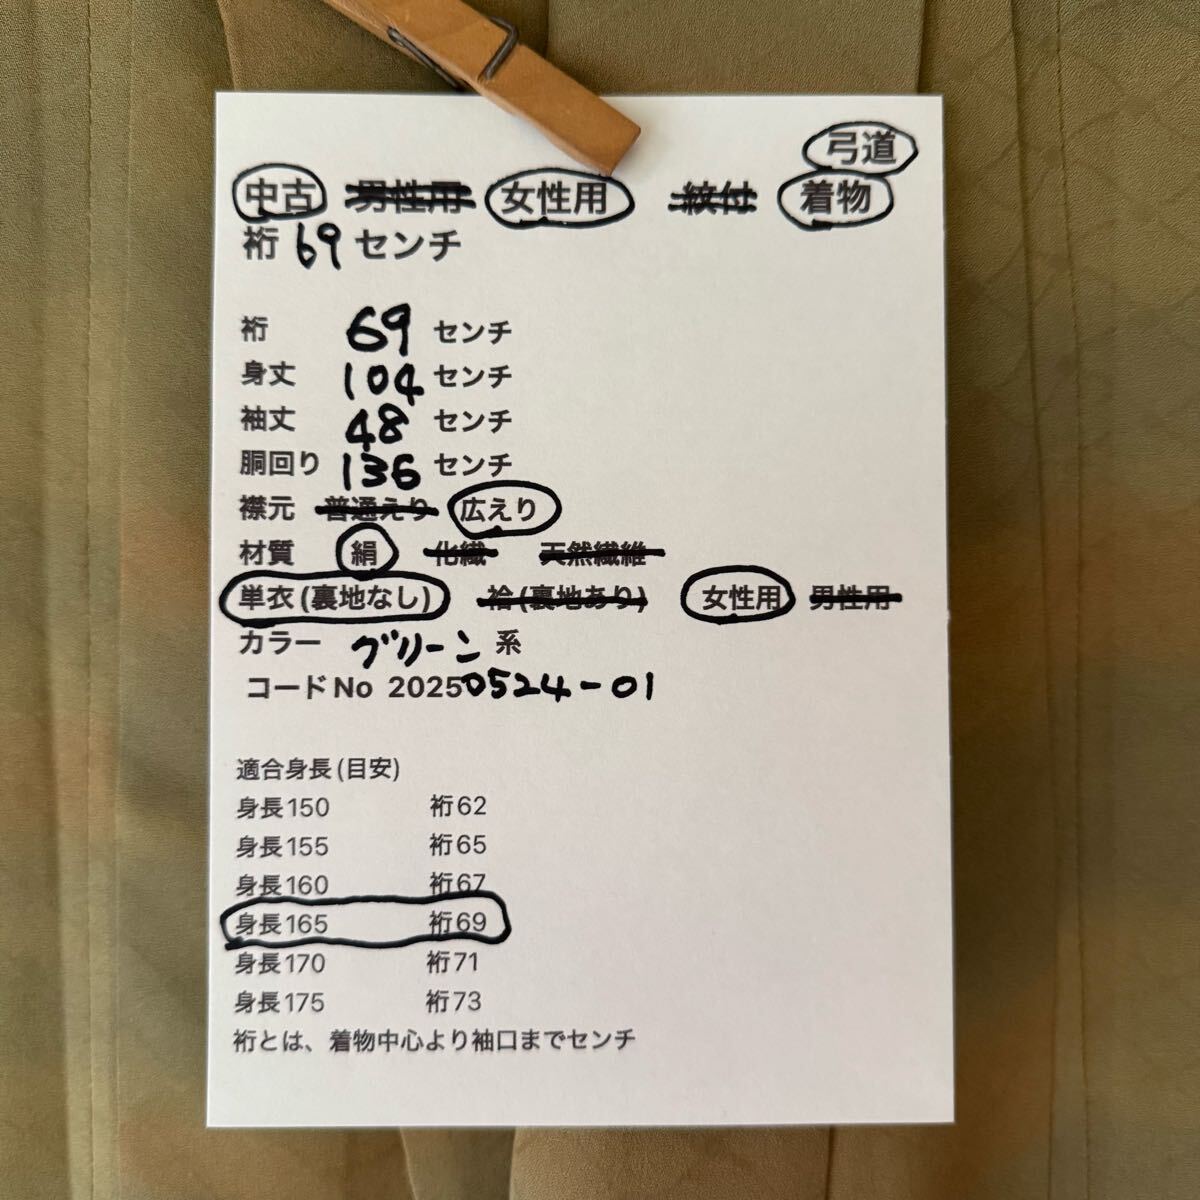 弓道
中古 男性用 女性用 紋付 着物
裄 69 センチ
裄 69 センチ
身丈 104 センチ
袖丈 48 センチ
胴回り 136 センチ
襟元 普通えり 広えり
材質 絹 化繊 天然繊維
単衣(裏地なし) 袷(裏地あり) 女性用 男性用
カラー グリーン 系
コードNo 20250524-01
適合身長(目安)
身長150 裄62
身長155 裄65
身長160 裄67
身長165 裄69
身長170 裄71
身長175 裄73
裄とは、着物中心より袖口までセンチ